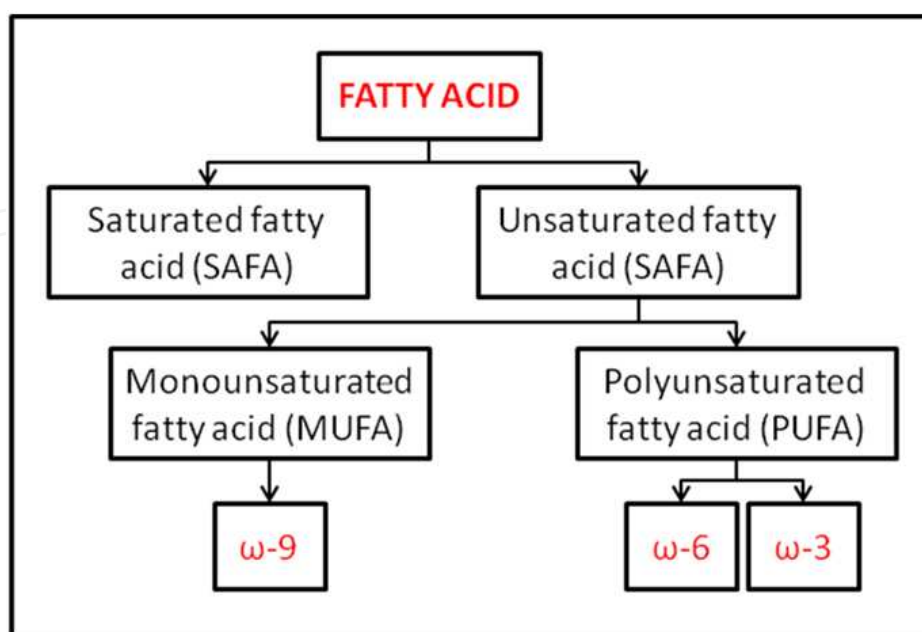 FATTY ACID
Saturated fatty
acid (SAFA)
Unsaturated fatty
acid (SAFA)
Monounsaturated
fatty acid (MUFA)
Polyunsaturated
fatty acid (PUFA)
ω-9
ω-6
ω-3